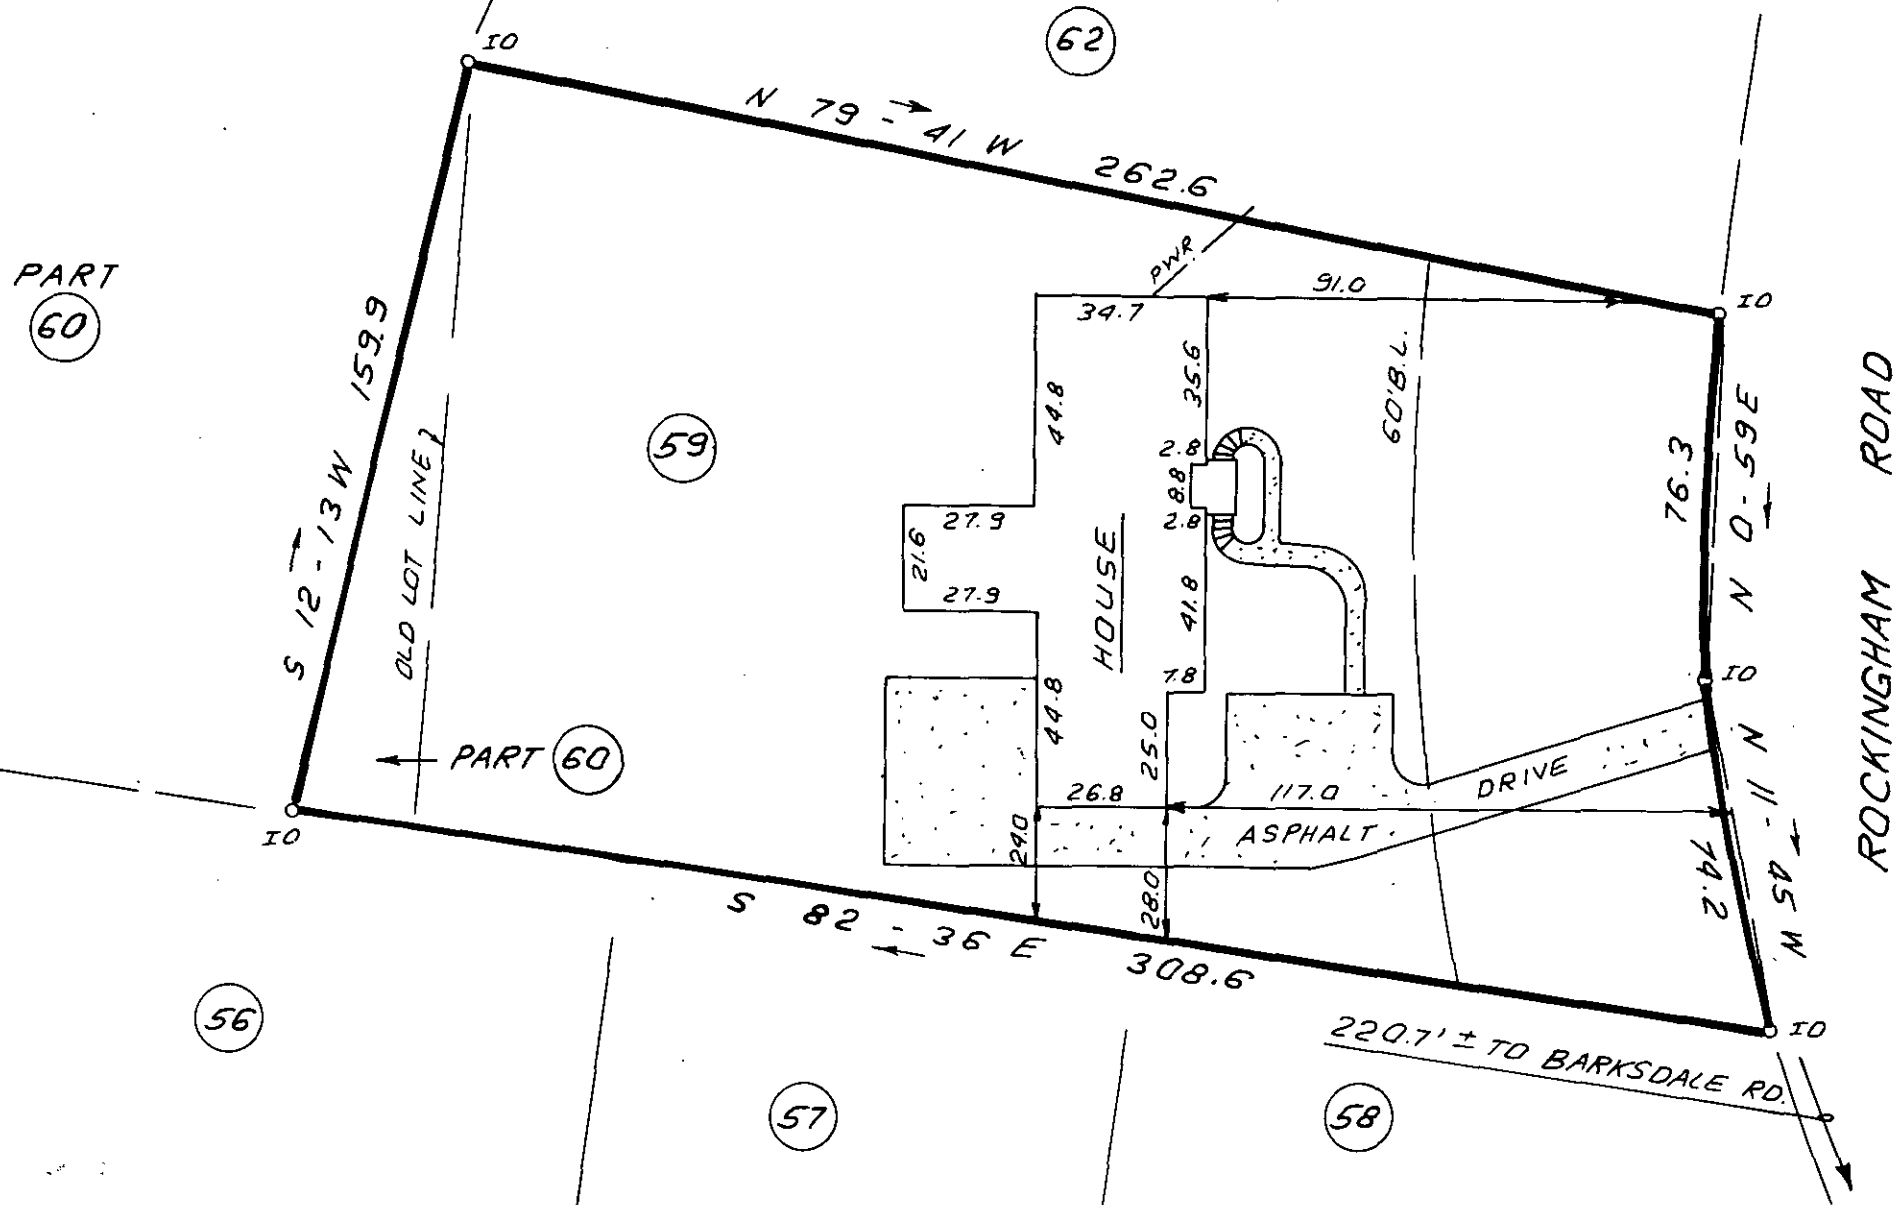 IO
62
N 79 - 41 W 262.6
PWR.
PART
60
91.0
IO
34.7
159.9
35.6
60' B.L.
ROCKINGHAM ROAD
44.8
N 0 - 59 E
76.3
59
2.8
8.8
2.8
S 12 - 13 W
OLD LOT LINE
27.9
21.6
27.9
HOUSE
41.8
7.8
IO
44.8
25.0
N 11 - 45 W
74.2
PART 60
26.8
117.0
DRIVE
ASPHALT
IO
24.0
28.0
S 82 - 36 E 308.6
56
57
58
IO
220.7' ± TO BARKSDALE RD.